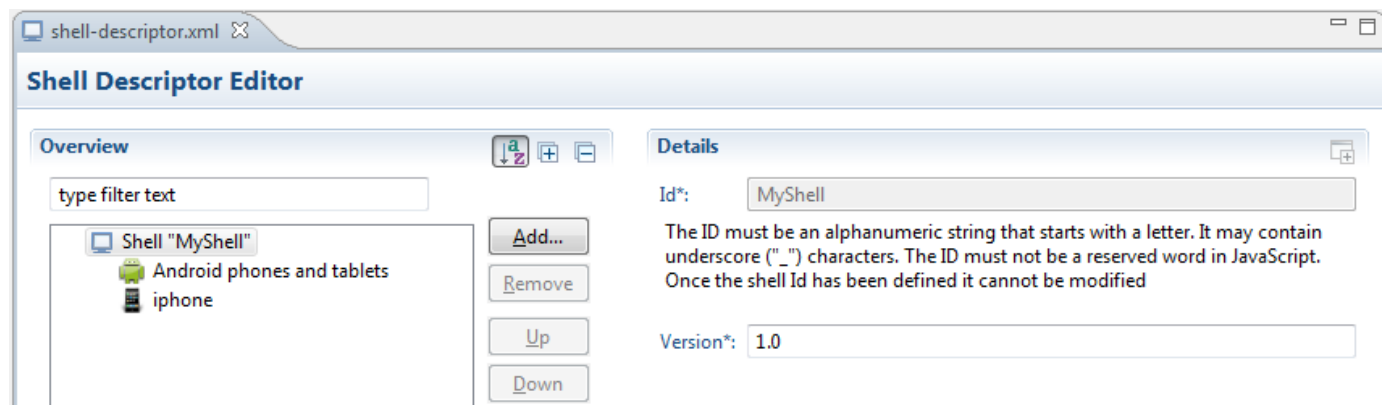 shell-descriptor.xml
Shell Descriptor Editor
Overview
type filter text
Shell "MyShell"
Android phones and tablets
iphone
Add...
Remove
Up
Down
Details
Id*: MyShell
The ID must be an alphanumeric string that starts with a letter. It may contain
underscore ("_") characters. The ID must not be a reserved word in JavaScript.
Once the shell Id has been defined it cannot be modified
Version*: 1.0